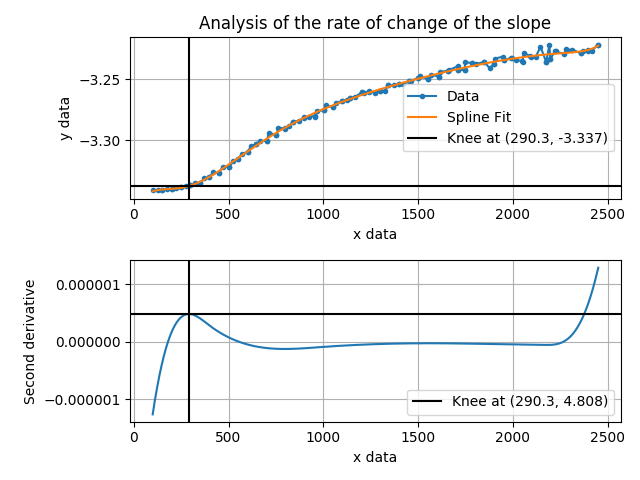 Analysis of the rate of change of the slope
y data
−3.25
−3.30
Data
Spline Fit
Knee at (290.3, -3.337)
0
500
1000
1500
2000
2500
x data
Second derivative
0.000001
0.000000
−0.000001
Knee at (290.3, 4.808)
0
500
1000
1500
2000
2500
x data